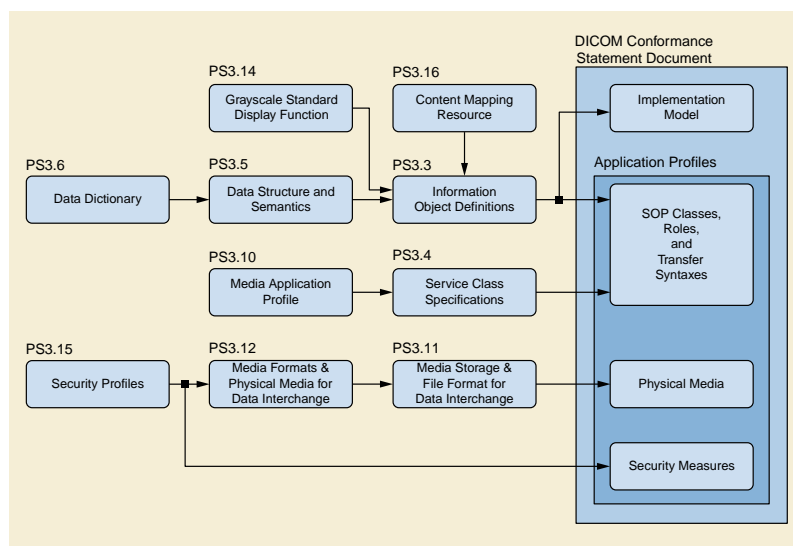 DICOM Conformance
Statement Document
PS3.14
Grayscale Standard
Display Function
PS3.16
Content Mapping
Resource
Implementation
Model
PS3.6
Data Dictionary
PS3.5
Data Structure and
Semantics
PS3.3
Information
Object Definitions
Application Profiles
SOP Classes,
Roles,
and
Transfer
Syntaxes
PS3.10
Media Application
Profile
PS3.4
Service Class
Specifications
PS3.15
Security Profiles
PS3.12
Media Formats &
Physical Media for
Data Interchange
PS3.11
Media Storage &
File Format for
Data Interchange
Physical Media
Security Measures